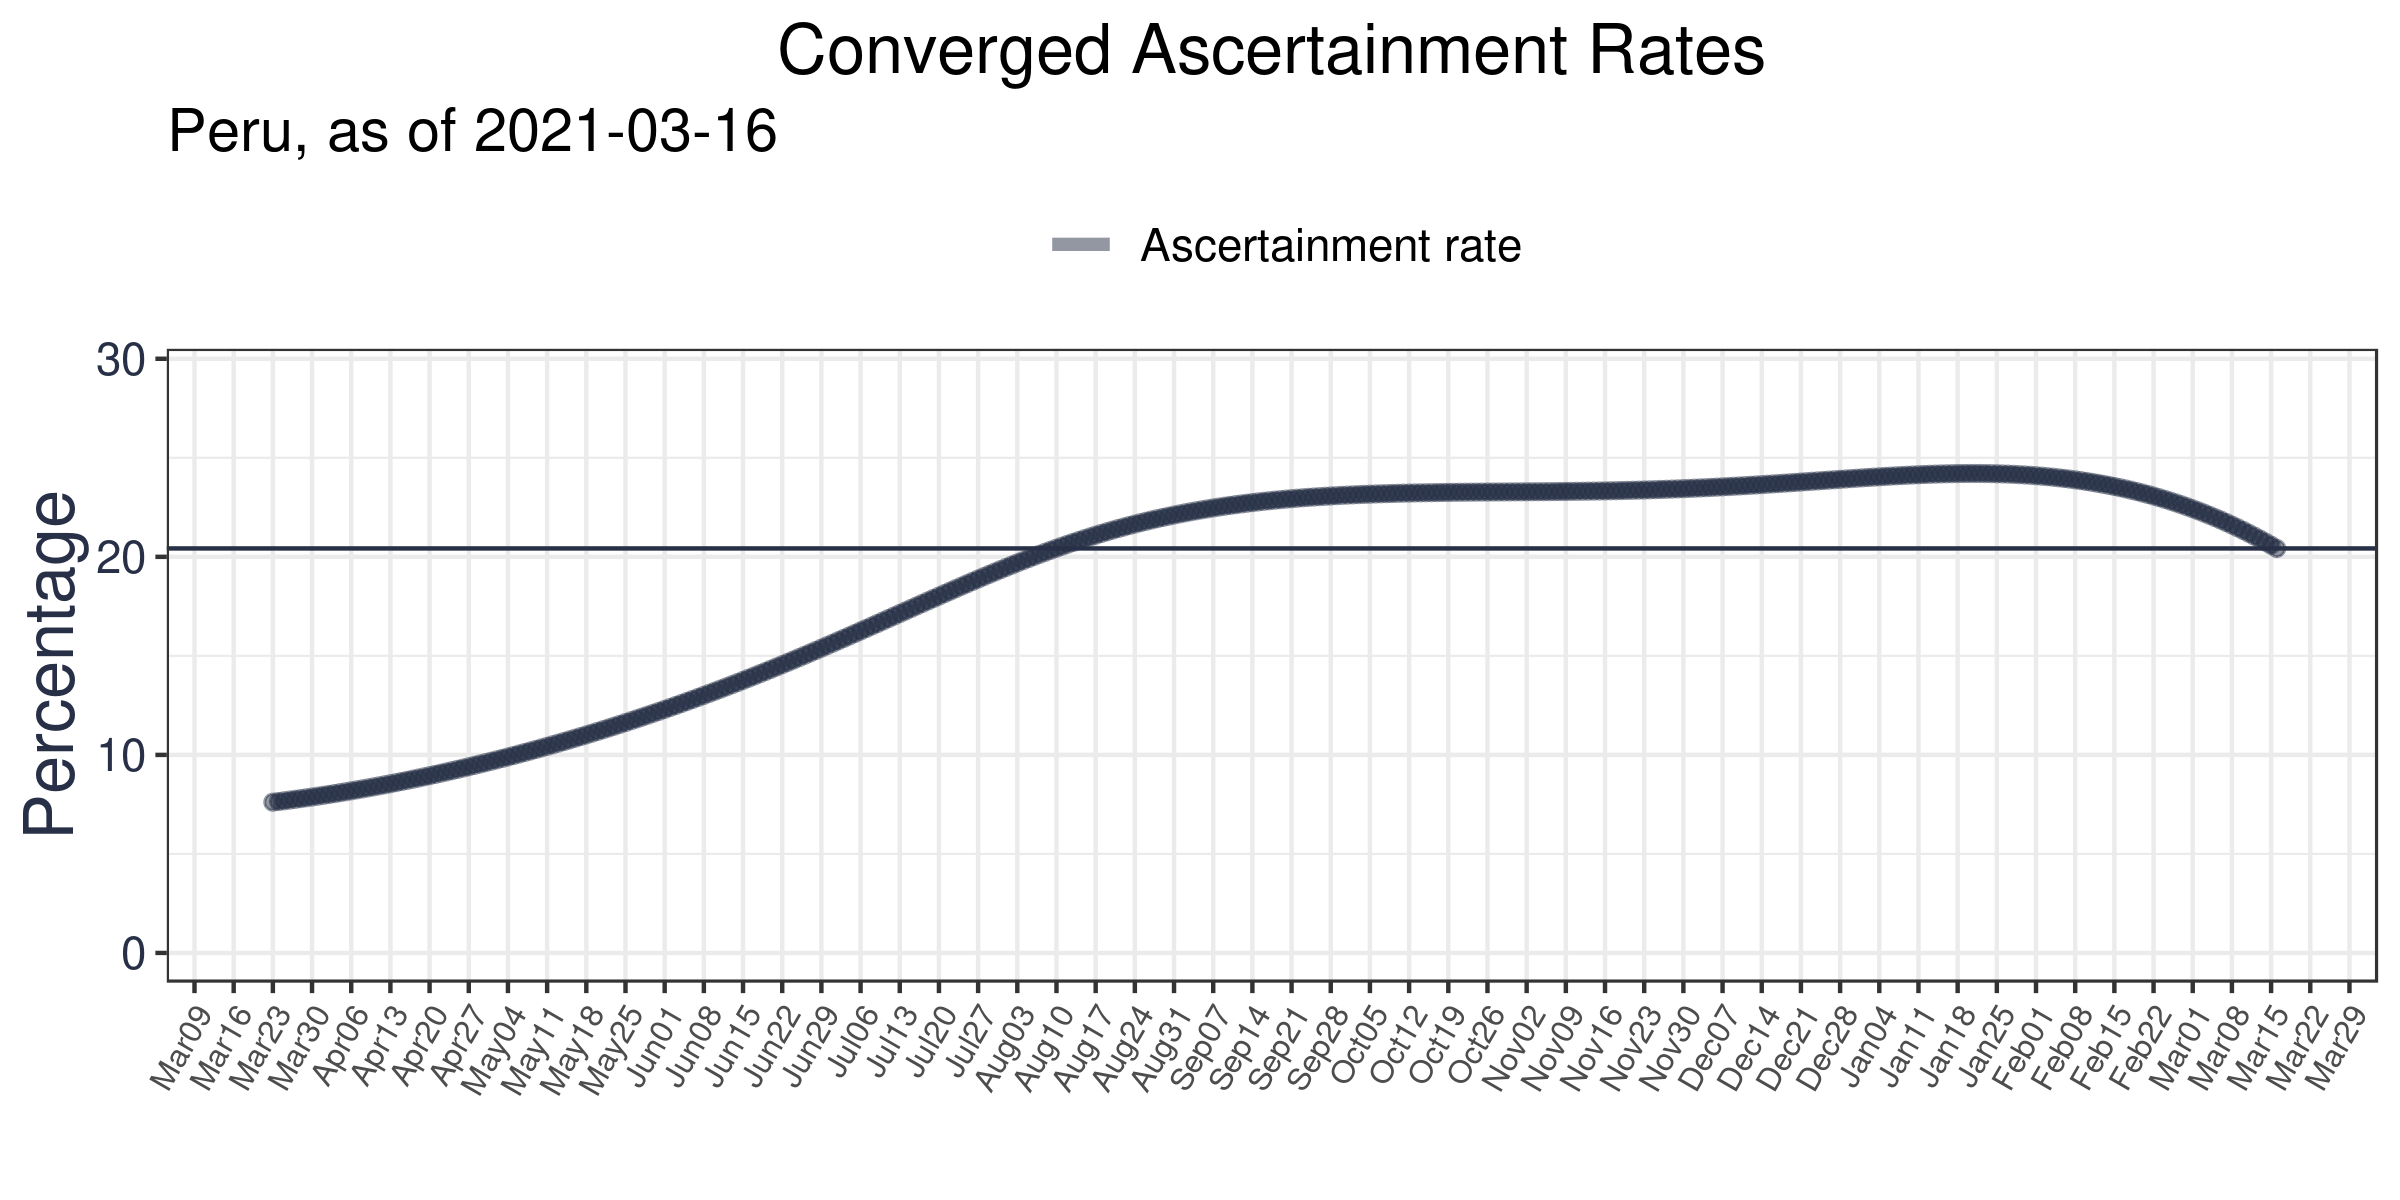 Converged Ascertainment Rates
Peru, as of 2021-03-16
Ascertainment rate
Percentage
30
20
10
0
Mar09
Mar16
Mar23
Mar30
Apr06
Apr13
Apr20
Apr27
May04
May11
May18
May25
Jun01
Jun08
Jun15
Jun22
Jun29
Jul06
Jul13
Jul20
Jul27
Aug03
Aug10
Aug17
Aug24
Aug31
Sep07
Sep14
Sep21
Sep28
Oct05
Oct12
Oct19
Oct26
Nov02
Nov09
Nov16
Nov23
Nov30
Dec07
Dec14
Dec21
Dec28
Jan04
Jan11
Jan18
Jan25
Feb01
Feb08
Feb15
Feb22
Mar01
Mar08
Mar15
Mar22
Mar29